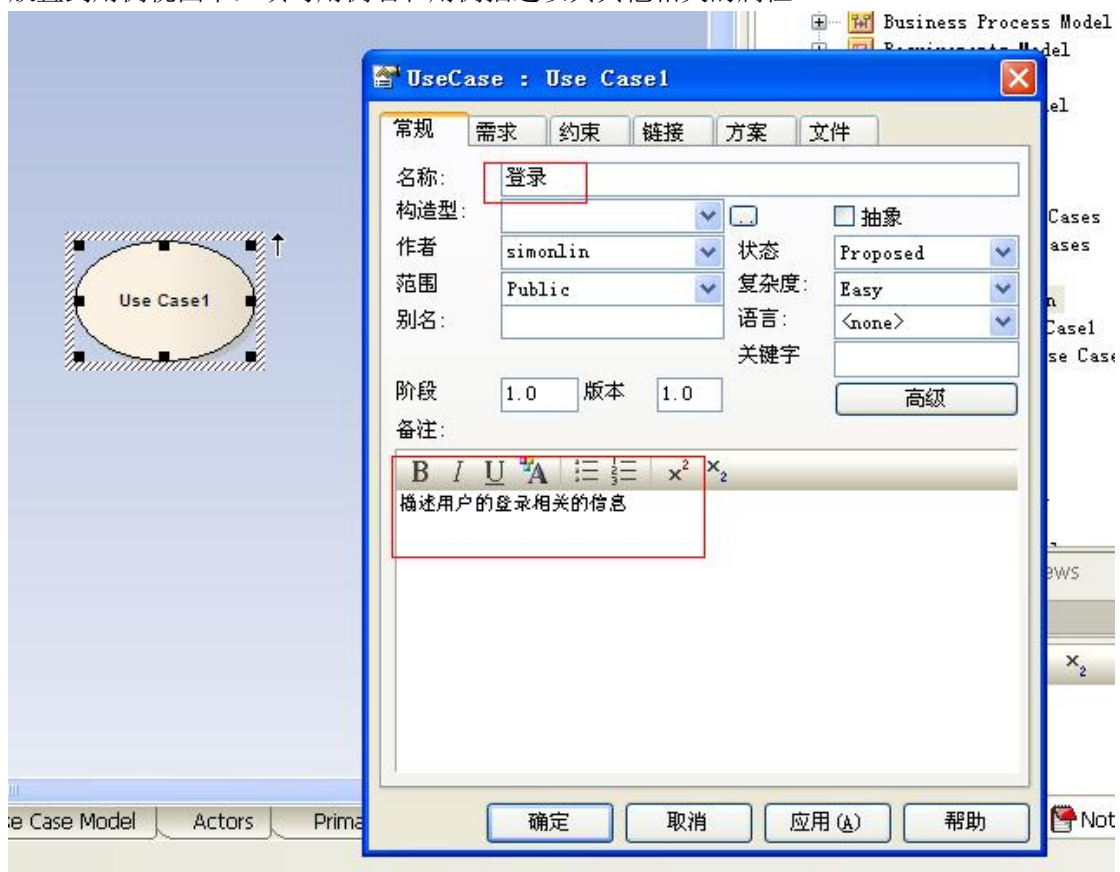 Business Process Model
UseCase : Use Case1
常规 需求 约束 链接 方案 文件
名称: 登录
构造型: 抽象
作者 simonlin 状态 Proposed
范围 Public 复杂度: Easy
别名: 语言: <none>
关键字
阶段 1.0 版本 1.0 高级
备注:
B I U A x² x₂
描述用户的登录相关的信息
确定 取消 应用(A) 帮助
Use Case1
Cases
ases
n
Case1
se Case
ews
x₂
e Case Model Actors Prima
Not